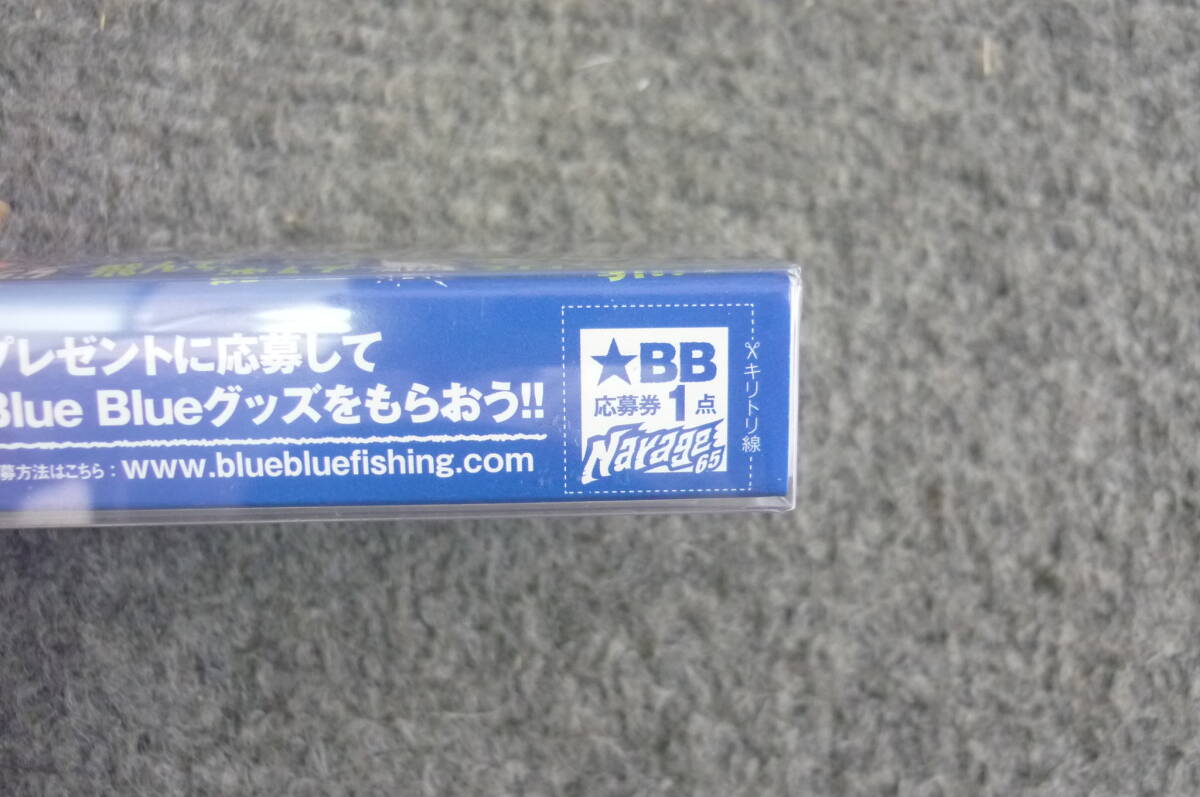 プレゼントに応募して
Blue Blueグッズをもらおう!!
募方法はこちら：www.bluebluefishing.com
★BB
応募券1点
Narage 65
キリトリ線